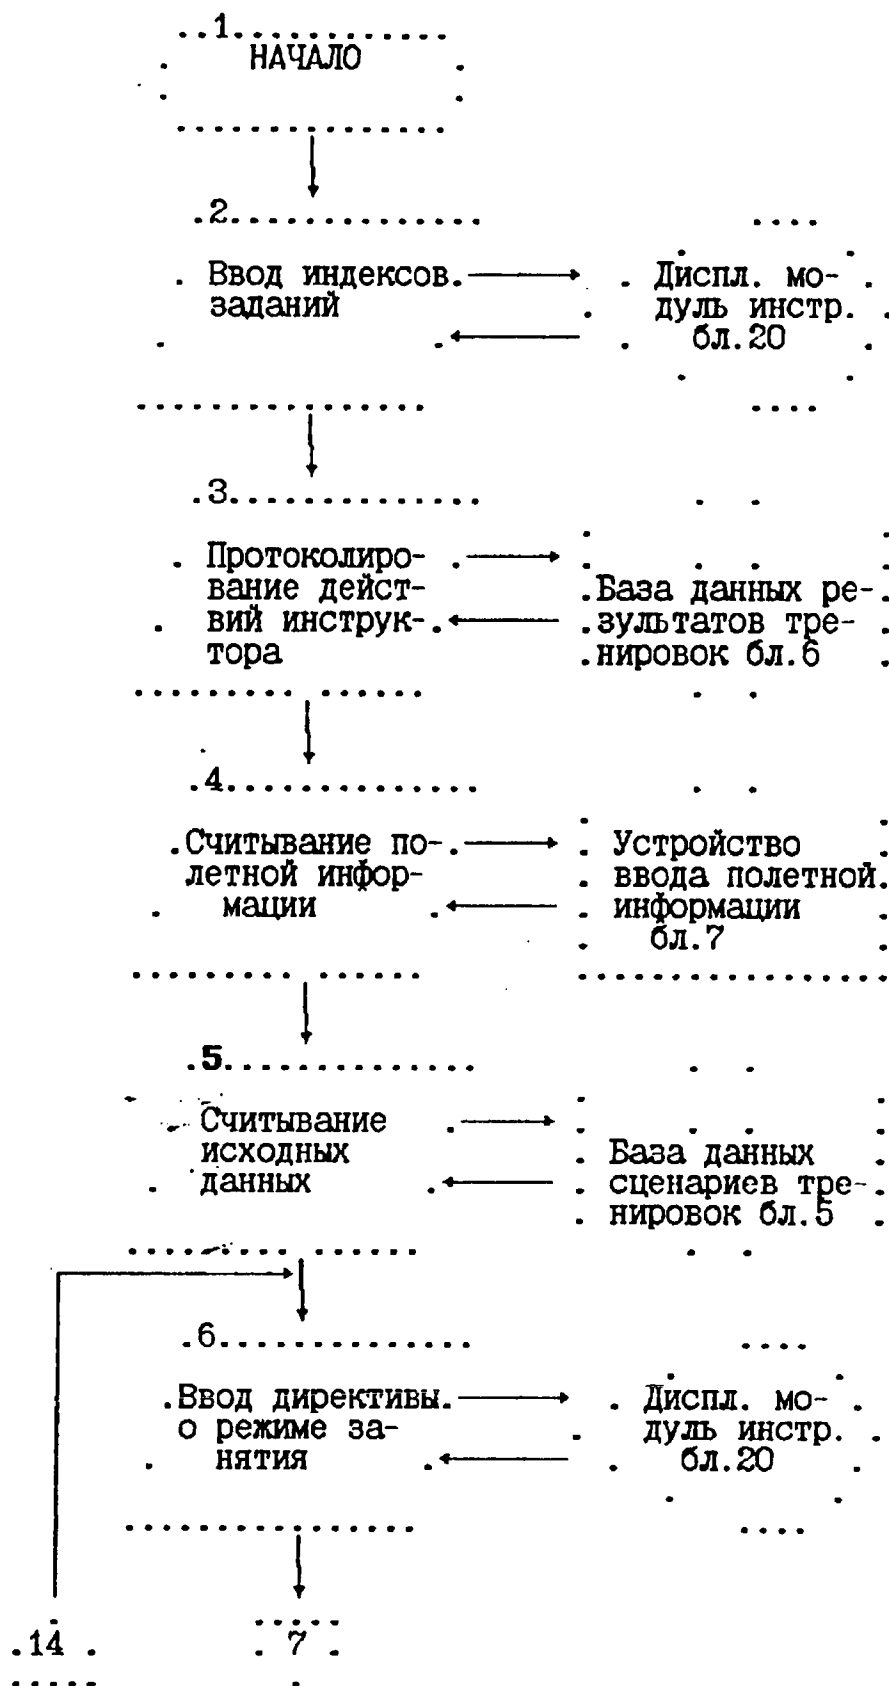 1
НАЧАЛО
2
Ввод индексов
заданий
Диспл. мо-
дуль инстр.
бл.20
3
Протоколиро-
вание дейст-
вий инструк-
тора
База данных ре-
зультатов тре-
нировок бл.6
4
Считывание по-
летной инфор-
мации
Устройство
ввода полетной
информации
бл.7
5
Считывание
исходных
данных
База данных
сценариев тре-
нировок бл.5
6
Ввод директивы
о режиме за-
нятия
Диспл. мо-
дуль инстр.
бл.20
14
7